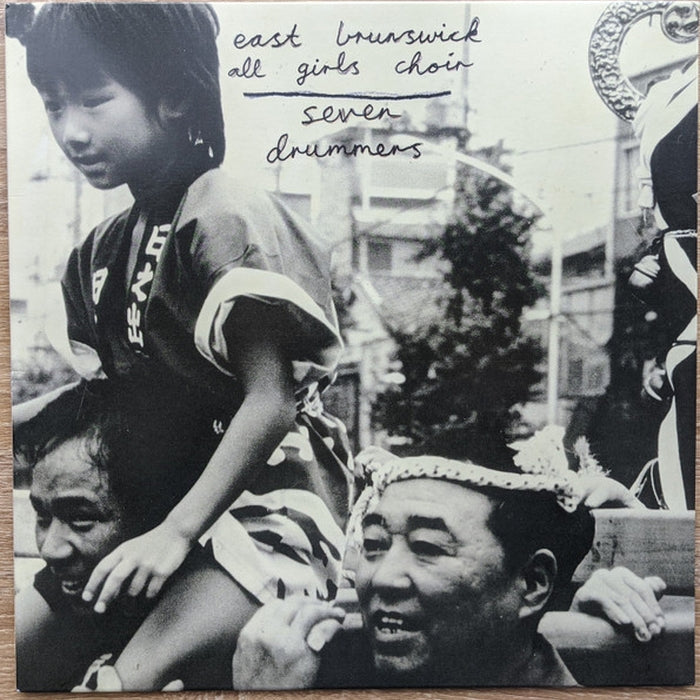 east brunswick
all girls choir
seven
drummers